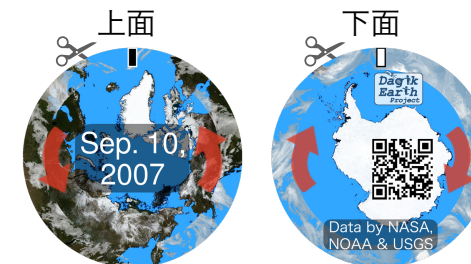 上面
下面
Dagik
Earth
Project
Sep. 10,
2007
Data by NASA,
NOAA & USGS